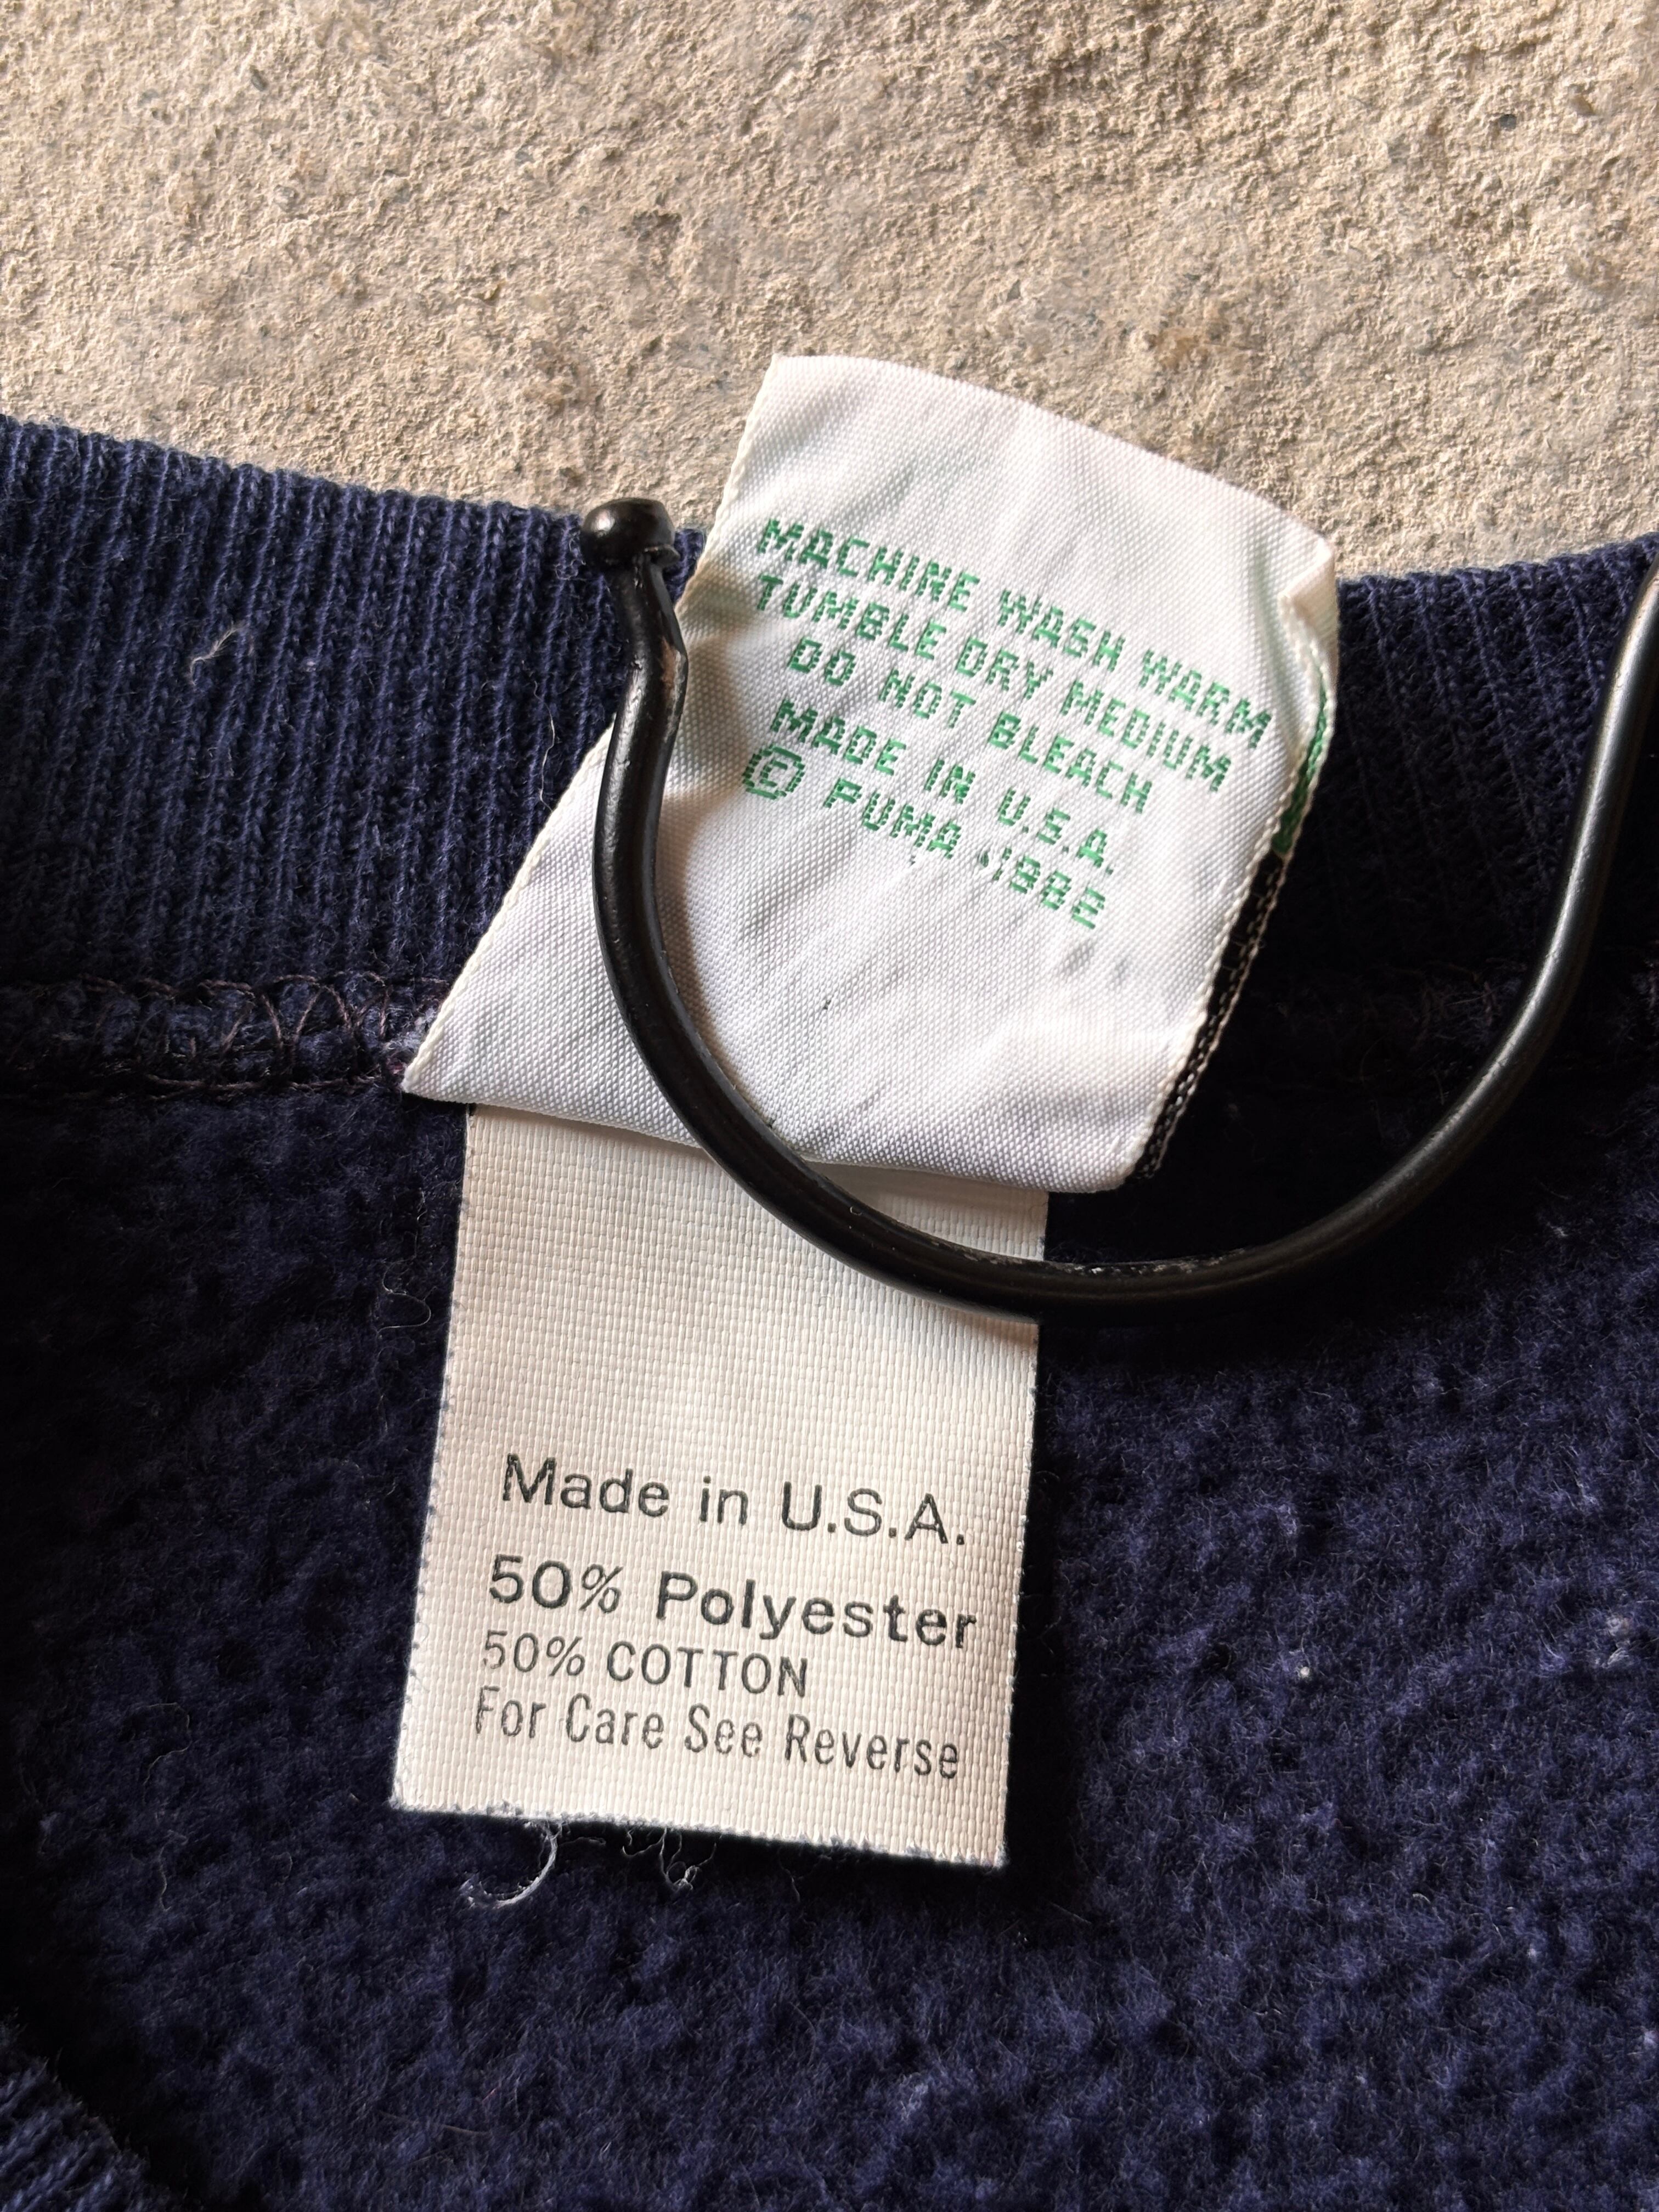 MACHINE WASH WARM
TUMBLE DRY MEDIUM
DO NOT BLEACH
MADE IN U.S.A.
© PUMA 1982
Made in U.S.A.
50% Polyester
50% COTTON
For Care See Reverse